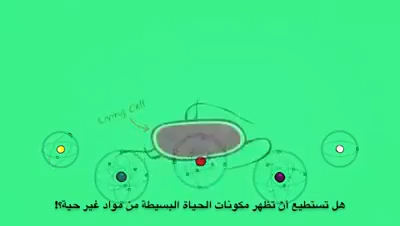 Living Cell
هل تستطيع أن تظهر مكونات الحياة البسيطة من مواد غير حية؟!